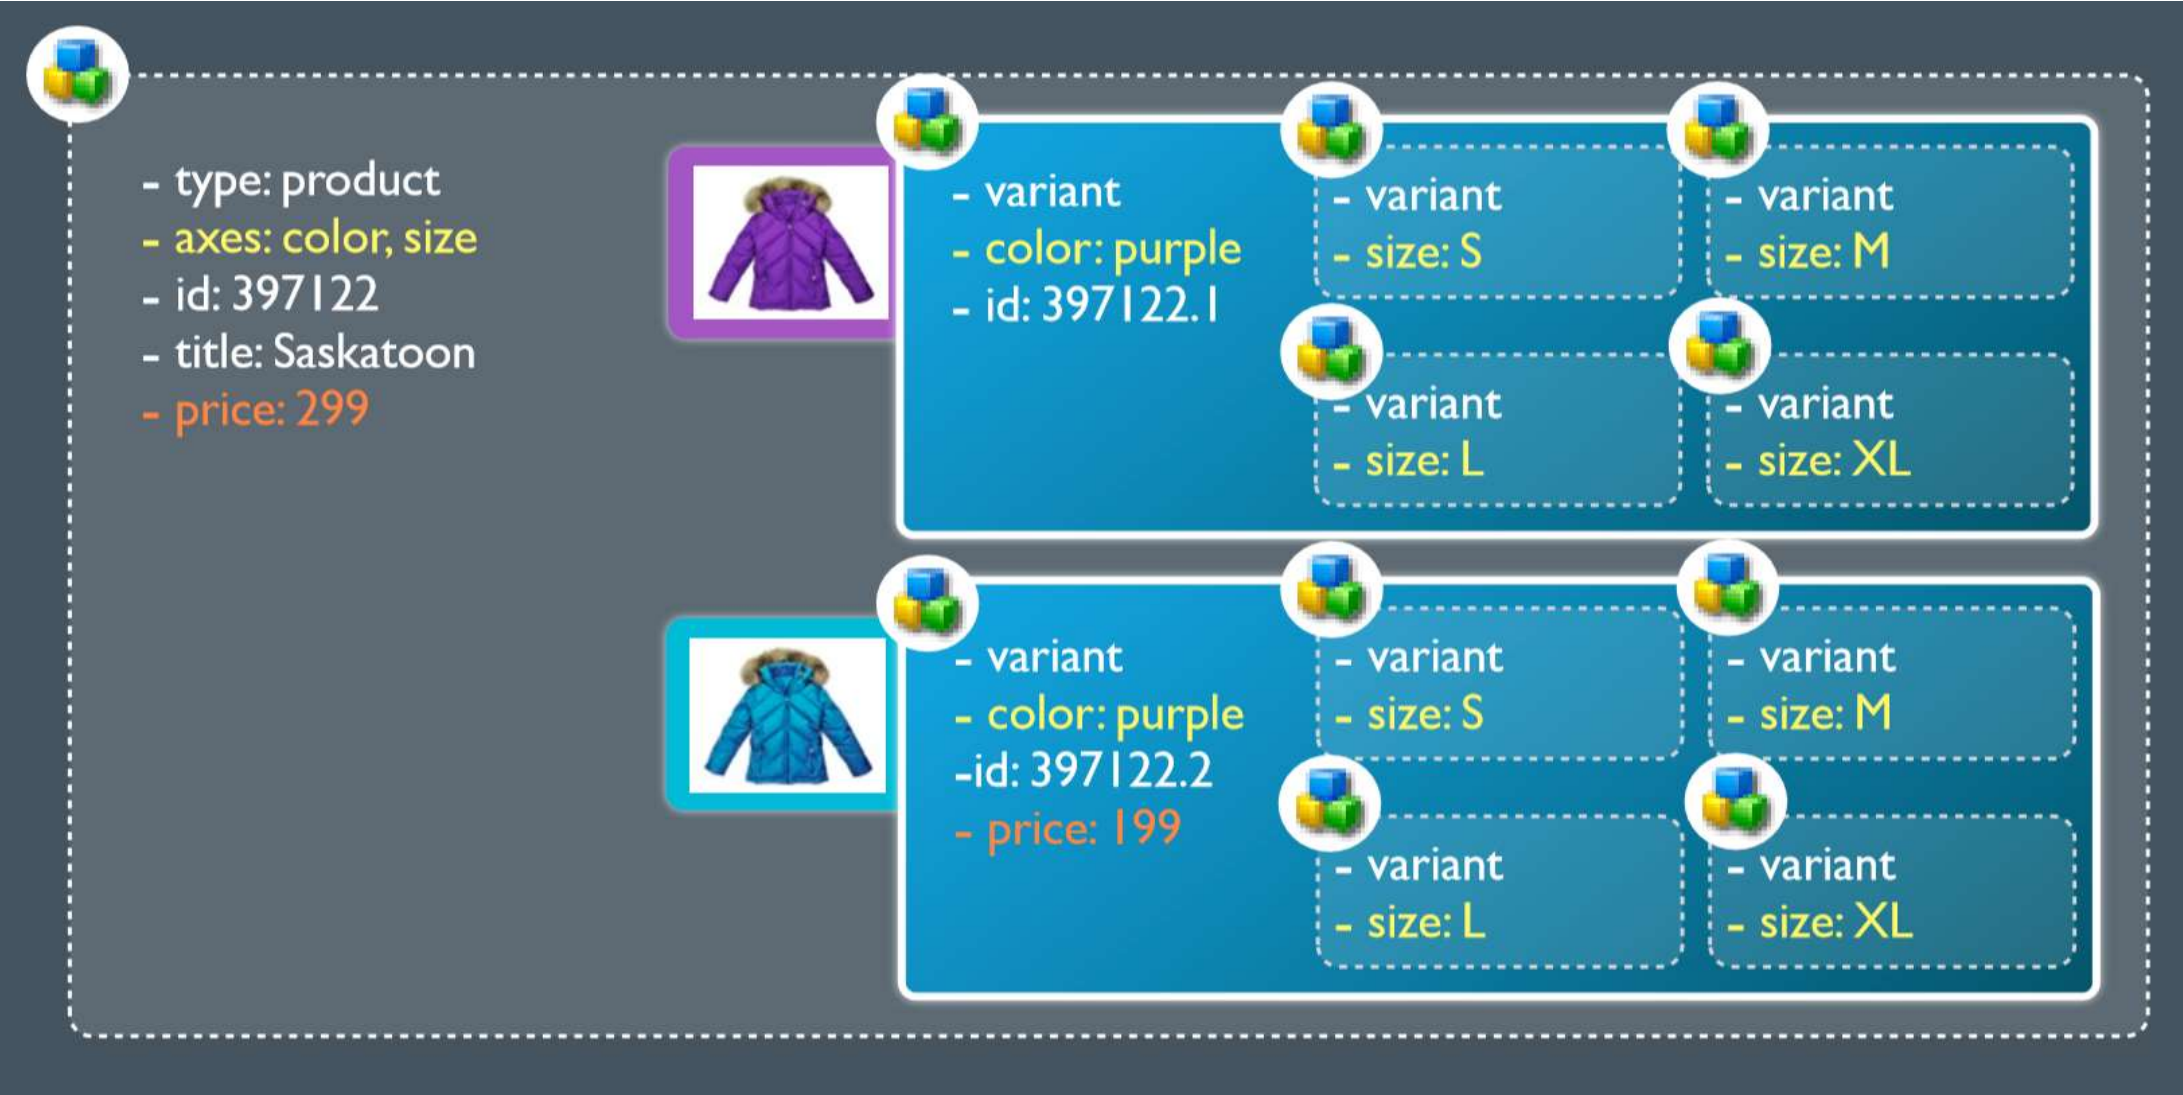 - type: product
- axes: color, size
- id: 397122
- title: Saskatoon
- price: 299
- variant
- color: purple
- id: 397122.1
- variant
- size: S
- variant
- size: M
- variant
- size: L
- variant
- size: XL
- variant
- color: purple
-id: 397122.2
- price: 199
- variant
- size: S
- variant
- size: M
- variant
- size: L
- variant
- size: XL